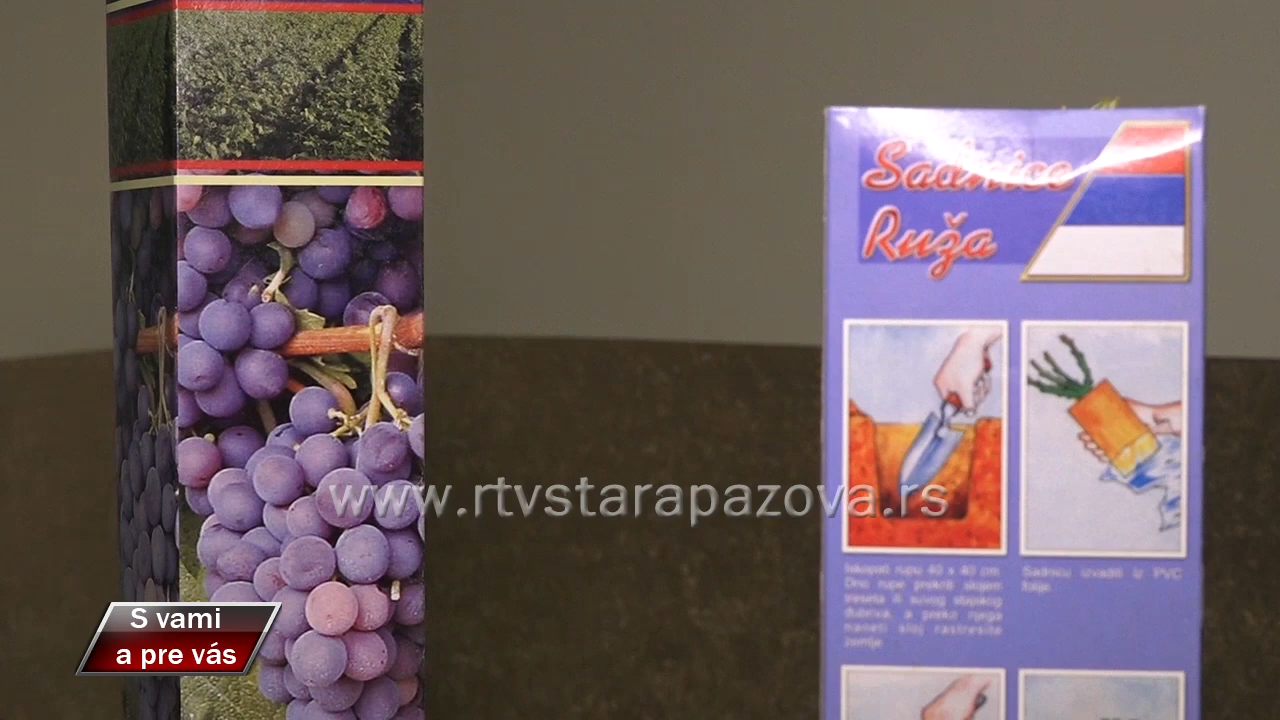 Sadnice
Ruža
www.rtvstarapazova.rs
Iskopati rupu 40 x 40 cm.
Dno rupe prekriti slojem
treseta ili suvog stajskog
đubriva, a preko njega
naneti sloj rastresite
zemlje
Sadnicu izvaditi iz PVC
folije
S vami
a pre vás